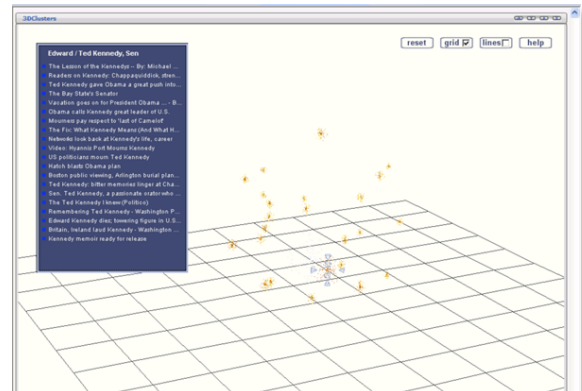 3DClusters
reset grid lines help
Edward / Ted Kennedy, Sen
The Lesson of the Kennedys – By: Michael ...
Readers on Kennedy: Chappaquiddick, stren...
Ted Kennedy gave Obama a great push into...
The Bay State's Senator
Vacation goes on for President Obama ... - B...
Obama calls Kennedy great leader of U.S.
Mourners pay respect to 'last of Camelot'
The Fix: What Kennedy Means (And What H...
Networks look back at Kennedy's life, career
Video: Hyannis Port Mourns Kennedy
US politicians mourn Ted Kennedy
Hatch blasts Obama plan
Boston public viewing, Arlington burial plan...
Ted Kennedy: bitter memories linger at Cha...
Sen. Ted Kennedy, a passionate orator who ...
The Ted Kennedy I knew (Politico)
Remembering Ted Kennedy - Washington P...
Edward Kennedy dies; towering figure in U.S...
Britain, Ireland laud Kennedy - Washington ...
Kennedy memoir ready for release